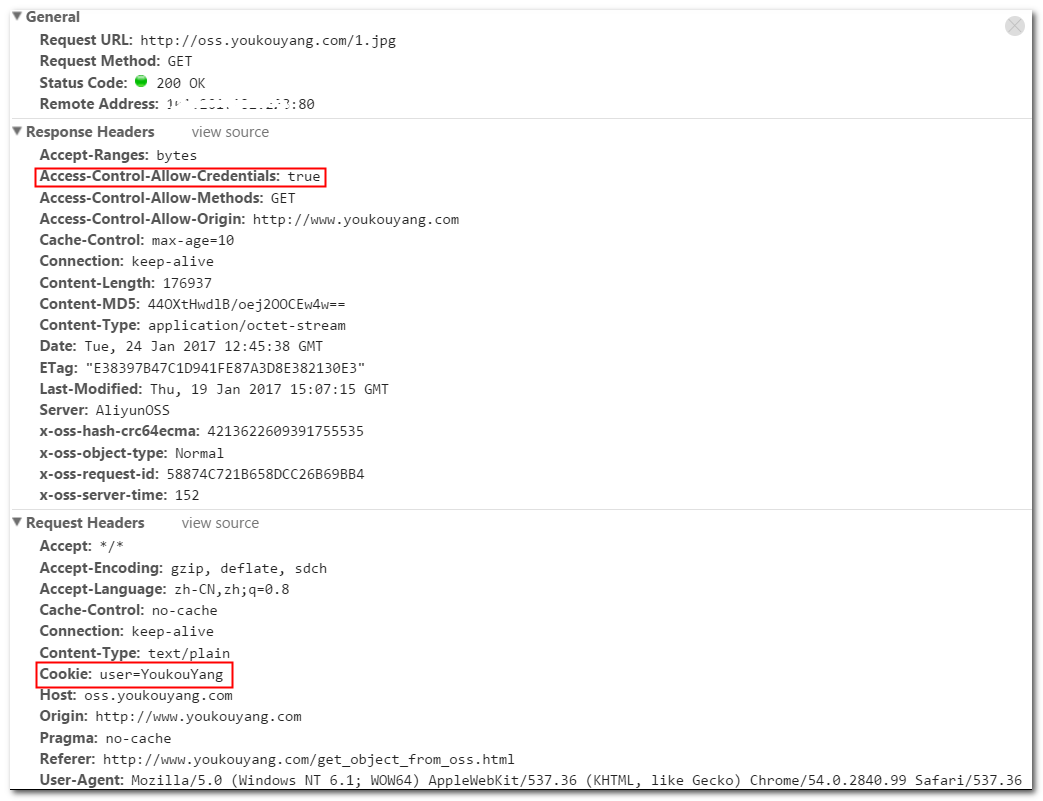 General
Request URL: http://oss.youkouyang.com/1.jpg
Request Method: GET
Status Code: 200 OK
Remote Address: :80
Response Headers view source
Accept-Ranges: bytes
Access-Control-Allow-Credentials: true
Access-Control-Allow-Methods: GET
Access-Control-Allow-Origin: http://www.youkouyang.com
Cache-Control: max-age=10
Connection: keep-alive
Content-Length: 176937
Content-MD5: 44OXtHwdlB/oej2OOCEw4w==
Content-Type: application/octet-stream
Date: Tue, 24 Jan 2017 12:45:38 GMT
ETag: "E38397B47C1D941FE87A3D8E382130E3"
Last-Modified: Thu, 19 Jan 2017 15:07:15 GMT
Server: AliyunOSS
x-oss-hash-crc64ecma: 4213622609391755535
x-oss-object-type: Normal
x-oss-request-id: 58874C721B658DCC26B69BB4
x-oss-server-time: 152
Request Headers view source
Accept: */*
Accept-Encoding: gzip, deflate, sdch
Accept-Language: zh-CN,zh;q=0.8
Cache-Control: no-cache
Connection: keep-alive
Content-Type: text/plain
Cookie: user=YoukouYang
Host: oss.youkouyang.com
Origin: http://www.youkouyang.com
Pragma: no-cache
Referer: http://www.youkouyang.com/get_object_from_oss.html
User-Agent: Mozilla/5.0 (Windows NT 6.1; WOW64) AppleWebKit/537.36 (KHTML, like Gecko) Chrome/54.0.2840.99 Safari/537.36